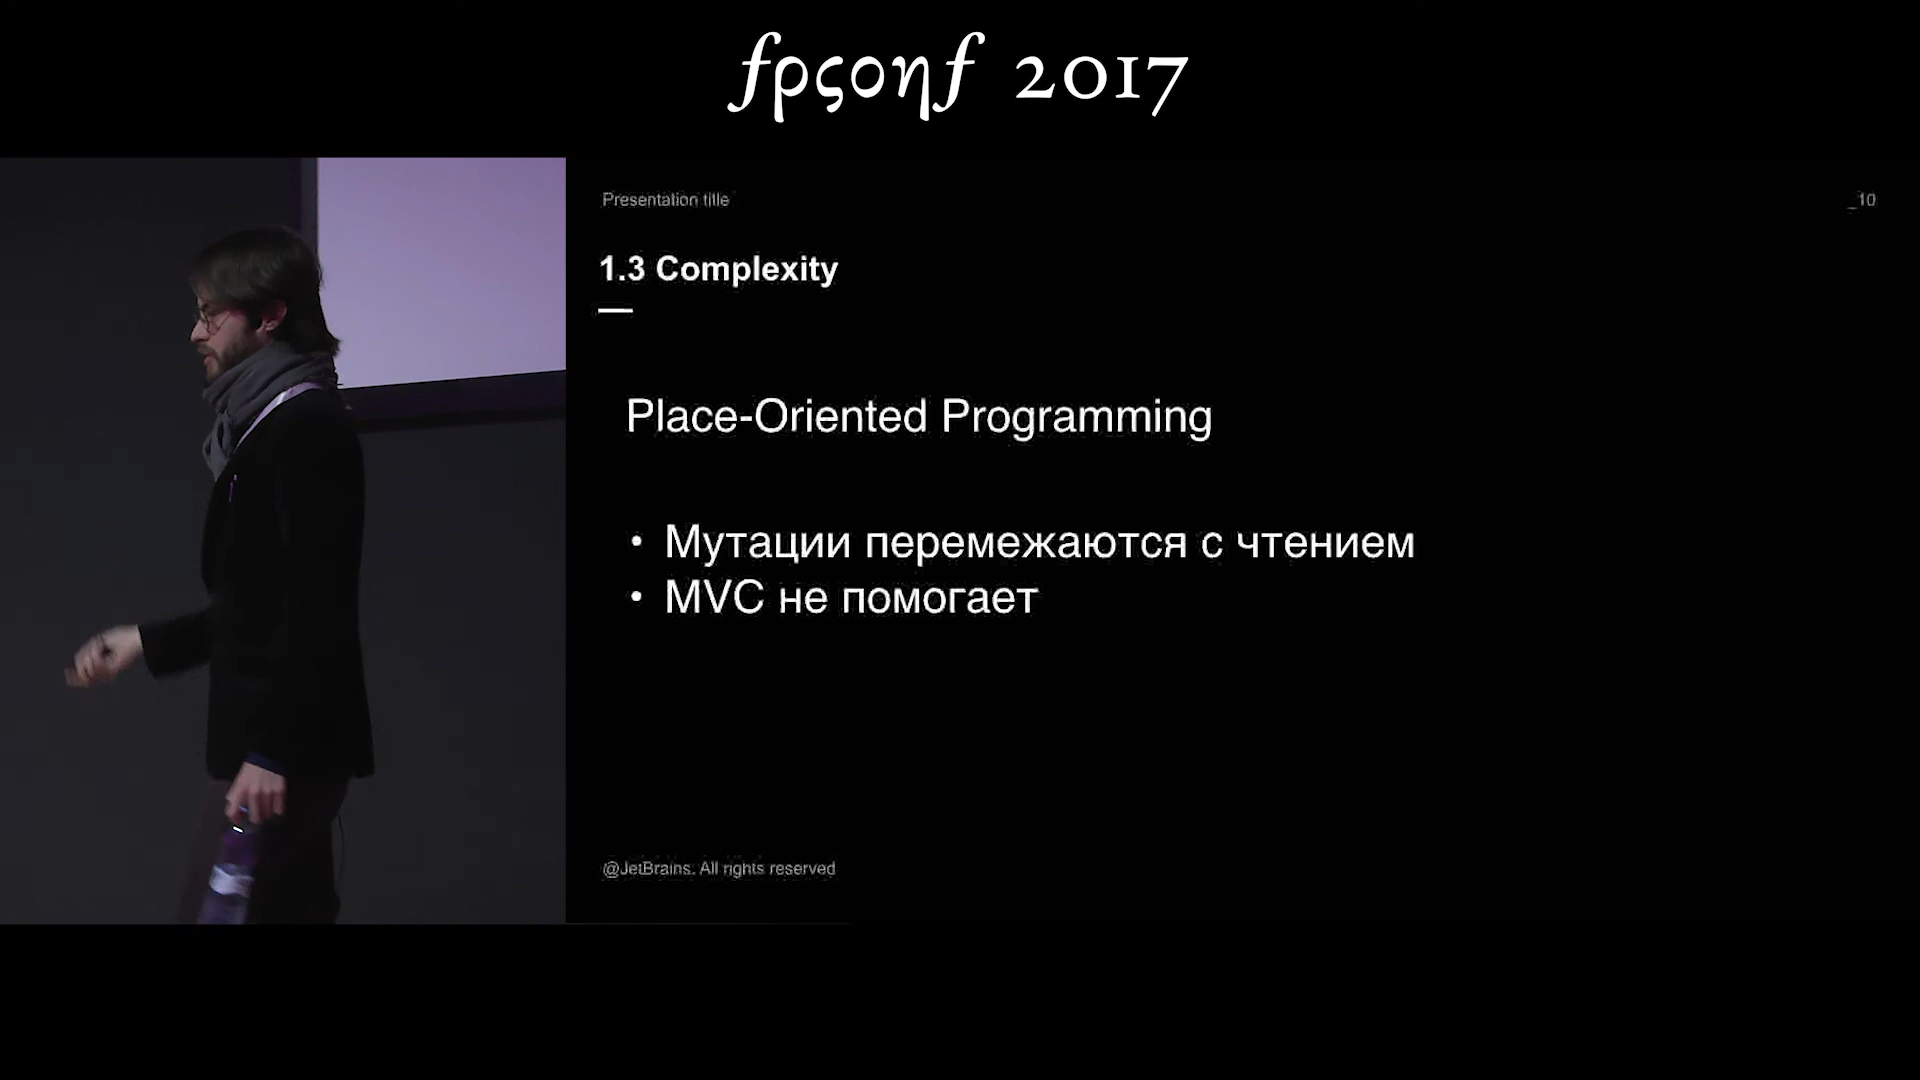 fρςοηf 2017
Presentation title
_10
1.3 Complexity
Place-Oriented Programming
• Мутации перемежаются с чтением
• MVC не помогает
@JetBrains. All rights reserved